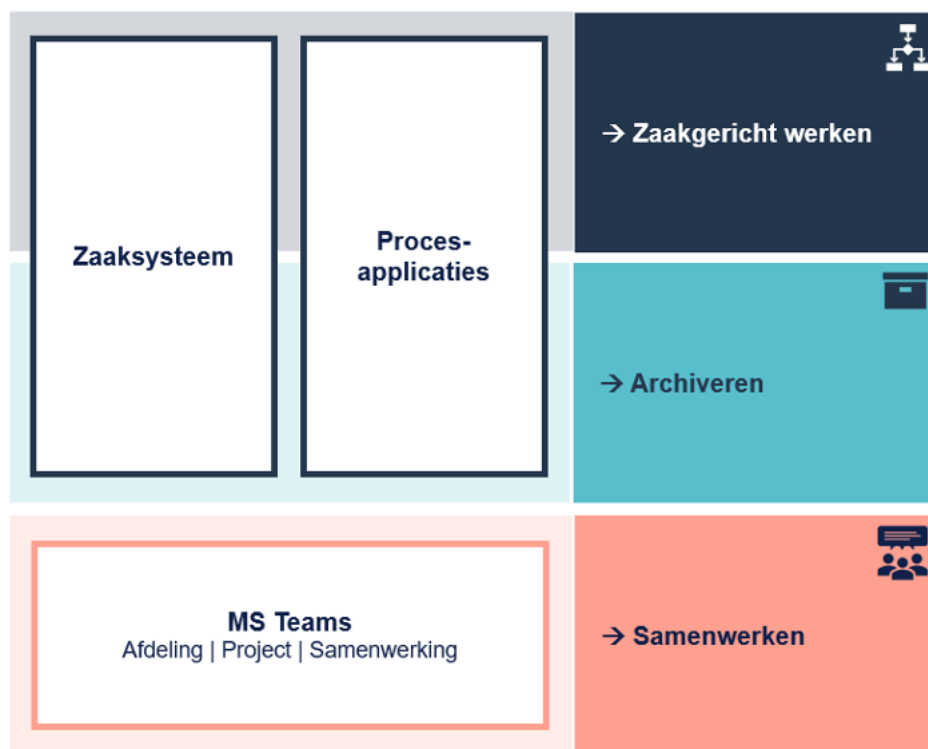 Zaaksysteem
Proces-
applicaties
→ Zaakgericht werken
→ Archiveren
MS Teams
Afdeling | Project | Samenwerking
→ Samenwerken